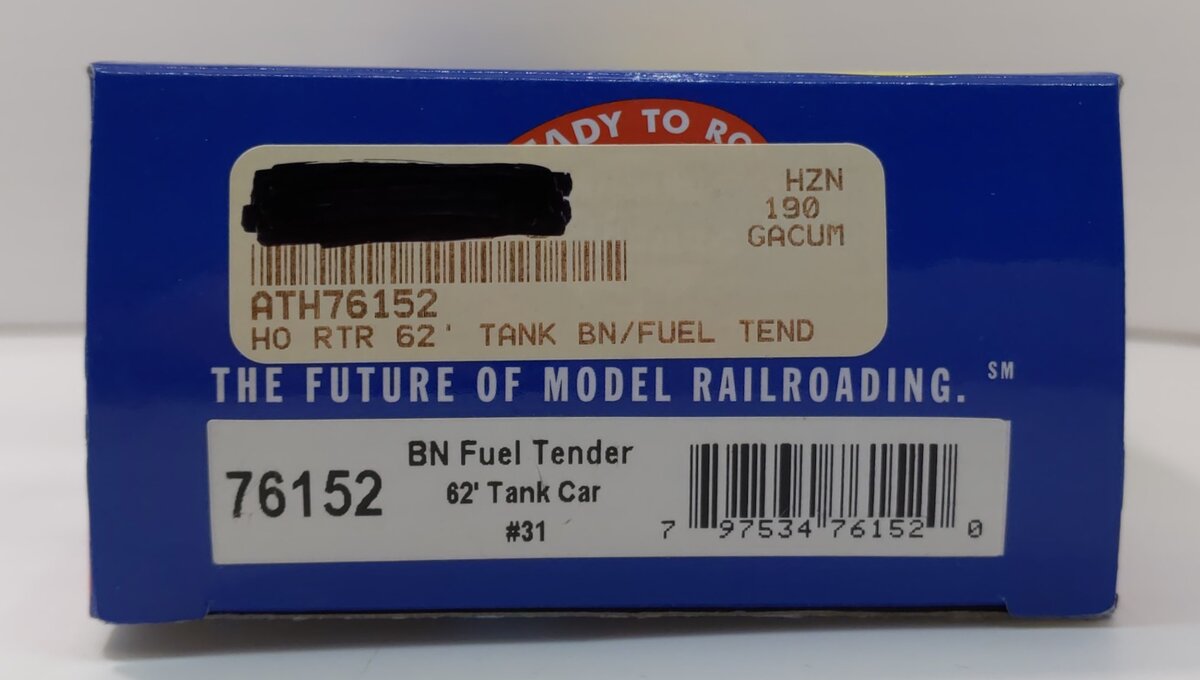 ADY TO RO
HZN
190
GACUM
ATH76152
HO RTR 62' TANK BN/FUEL TEND
THE FUTURE OF MODEL RAILROADING. SM
76152
BN Fuel Tender
62' Tank Car
#31
7 97534 76152 0